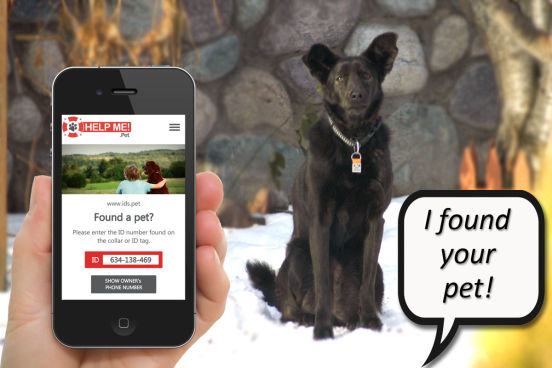 HELP ME!
.Pet
www.ids.pet
Found a pet?
Please enter the ID number found on
the collar or ID tag.
ID 634-138-469
SHOW OWNER's
PHONE NUMBER
I found
your
pet!